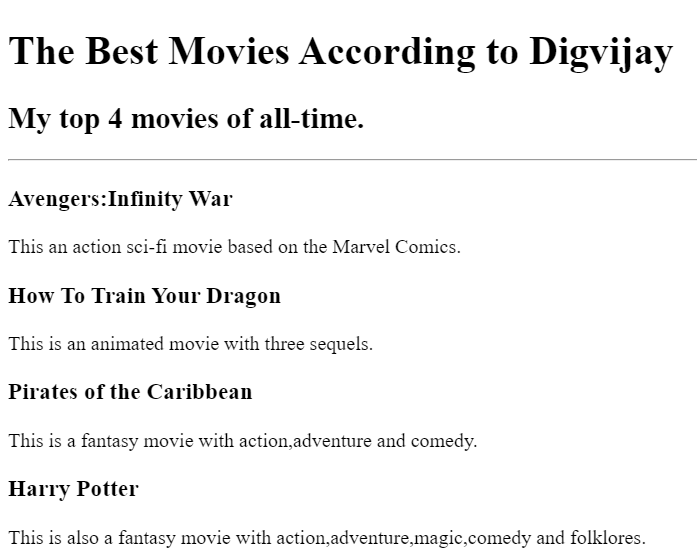 The Best Movies According to Digvijay
My top 4 movies of all-time.
Avengers:Infinity War
This an action sci-fi movie based on the Marvel Comics.
How To Train Your Dragon
This is an animated movie with three sequels.
Pirates of the Caribbean
This is a fantasy movie with action,adventure and comedy.
Harry Potter
This is also a fantasy movie with action,adventure,magic,comedy and folklores.